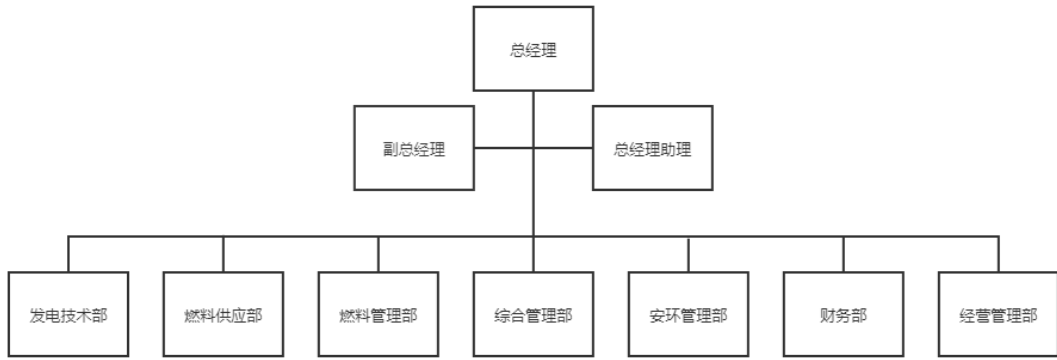 总经理
副总经理
总经理助理
发电技术部
燃料供应部
燃料管理部
综合管理部
安环管理部
财务部
经营管理部